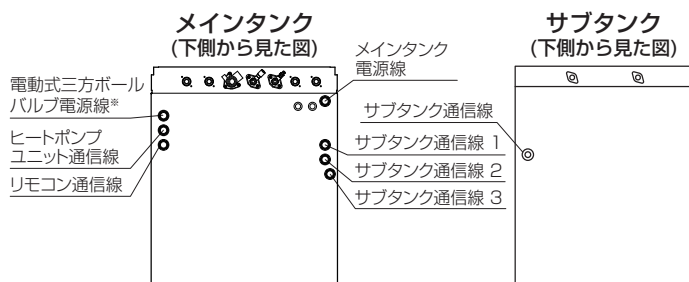 メインタンク
(下側から見た図)
サブタンク
(下側から見た図)
メインタンク
電源線
電動式三方ボール
バルブ電源線※
ヒートポンプ
ユニット通信線
リモコン通信線
サブタンク通信線 1
サブタンク通信線 2
サブタンク通信線 3
サブタンク通信線